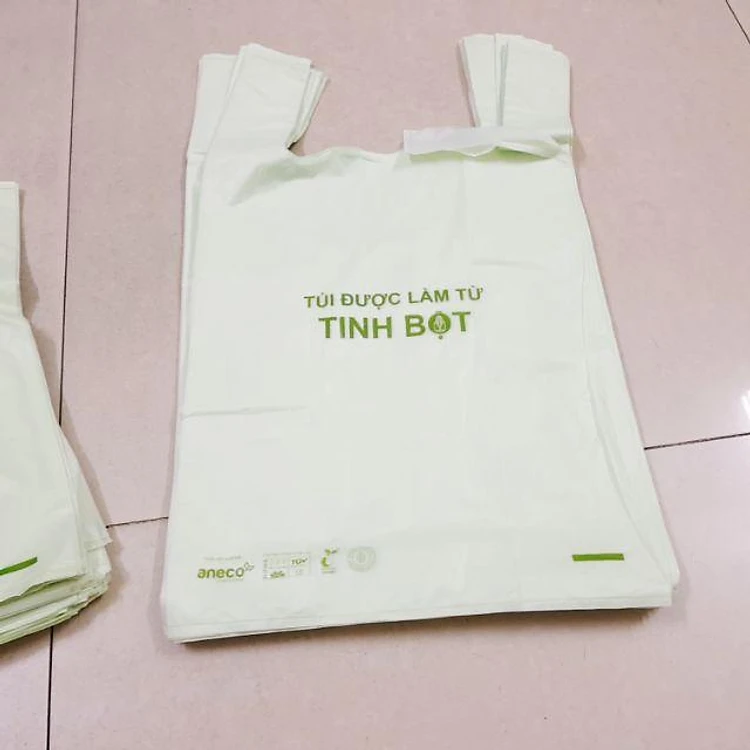 TÚI ĐƯỢC LÀM TỪ
TINH BỘT
aneco